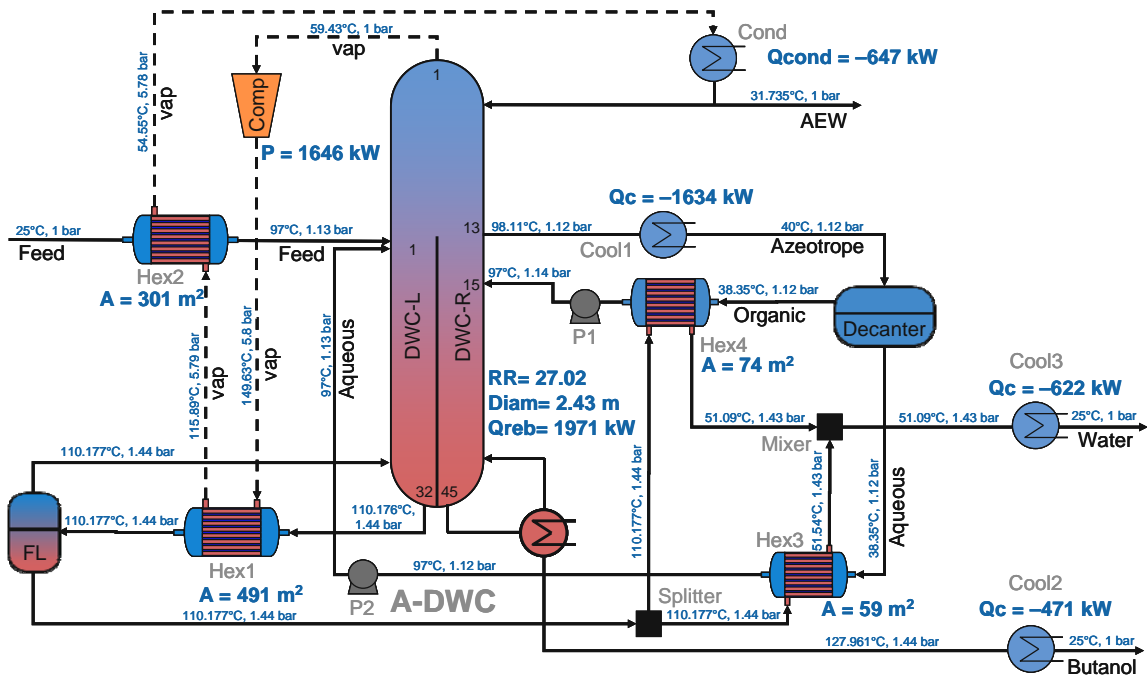 59.43°C, 1 bar
vap
1
Cond
Qcond = –647 kW
31.735°C, 1 bar
AEW
54.55°C, 5.78 bar
vap
Comp
P = 1646 kW
Qc = –1634 kW
25°C, 1 bar
Feed
Hex2
A = 301 m²
97°C, 1.13 bar
Feed
1
13
98.11°C, 1.12 bar
Cool1
40°C, 1.12 bar
Azeotrope
15
97°C, 1.14 bar
P1
38.35°C, 1.12 bar
Organic
Decanter
Hex4
A = 74 m²
DWC-L
DWC-R
97°C, 1.13 bar
Aqueous
149.63°C, 5.8 bar
vap
115.89°C, 5.79 bar
vap
RR= 27.02
Diam= 2.43 m
Qreb= 1971 kW
Cool3
Qc = –622 kW
51.09°C, 1.43 bar
Mixer
51.09°C, 1.43 bar
25°C, 1 bar
Water
110.177°C, 1.44 bar
32
45
110.176°C,
1.44 bar
110.177°C, 1.44 bar
FL
Hex1
A = 491 m²
110.177°C, 1.44 bar
51.54°C, 1.43 bar
38.35°C, 1.12 bar
Aqueous
Hex3
A = 59 m²
97°C, 1.12 bar
P2
A-DWC
110.177°C, 1.44 bar
Splitter
110.177°C, 1.44 bar
Cool2
Qc = –471 kW
127.961°C, 1.44 bar
25°C, 1 bar
Butanol